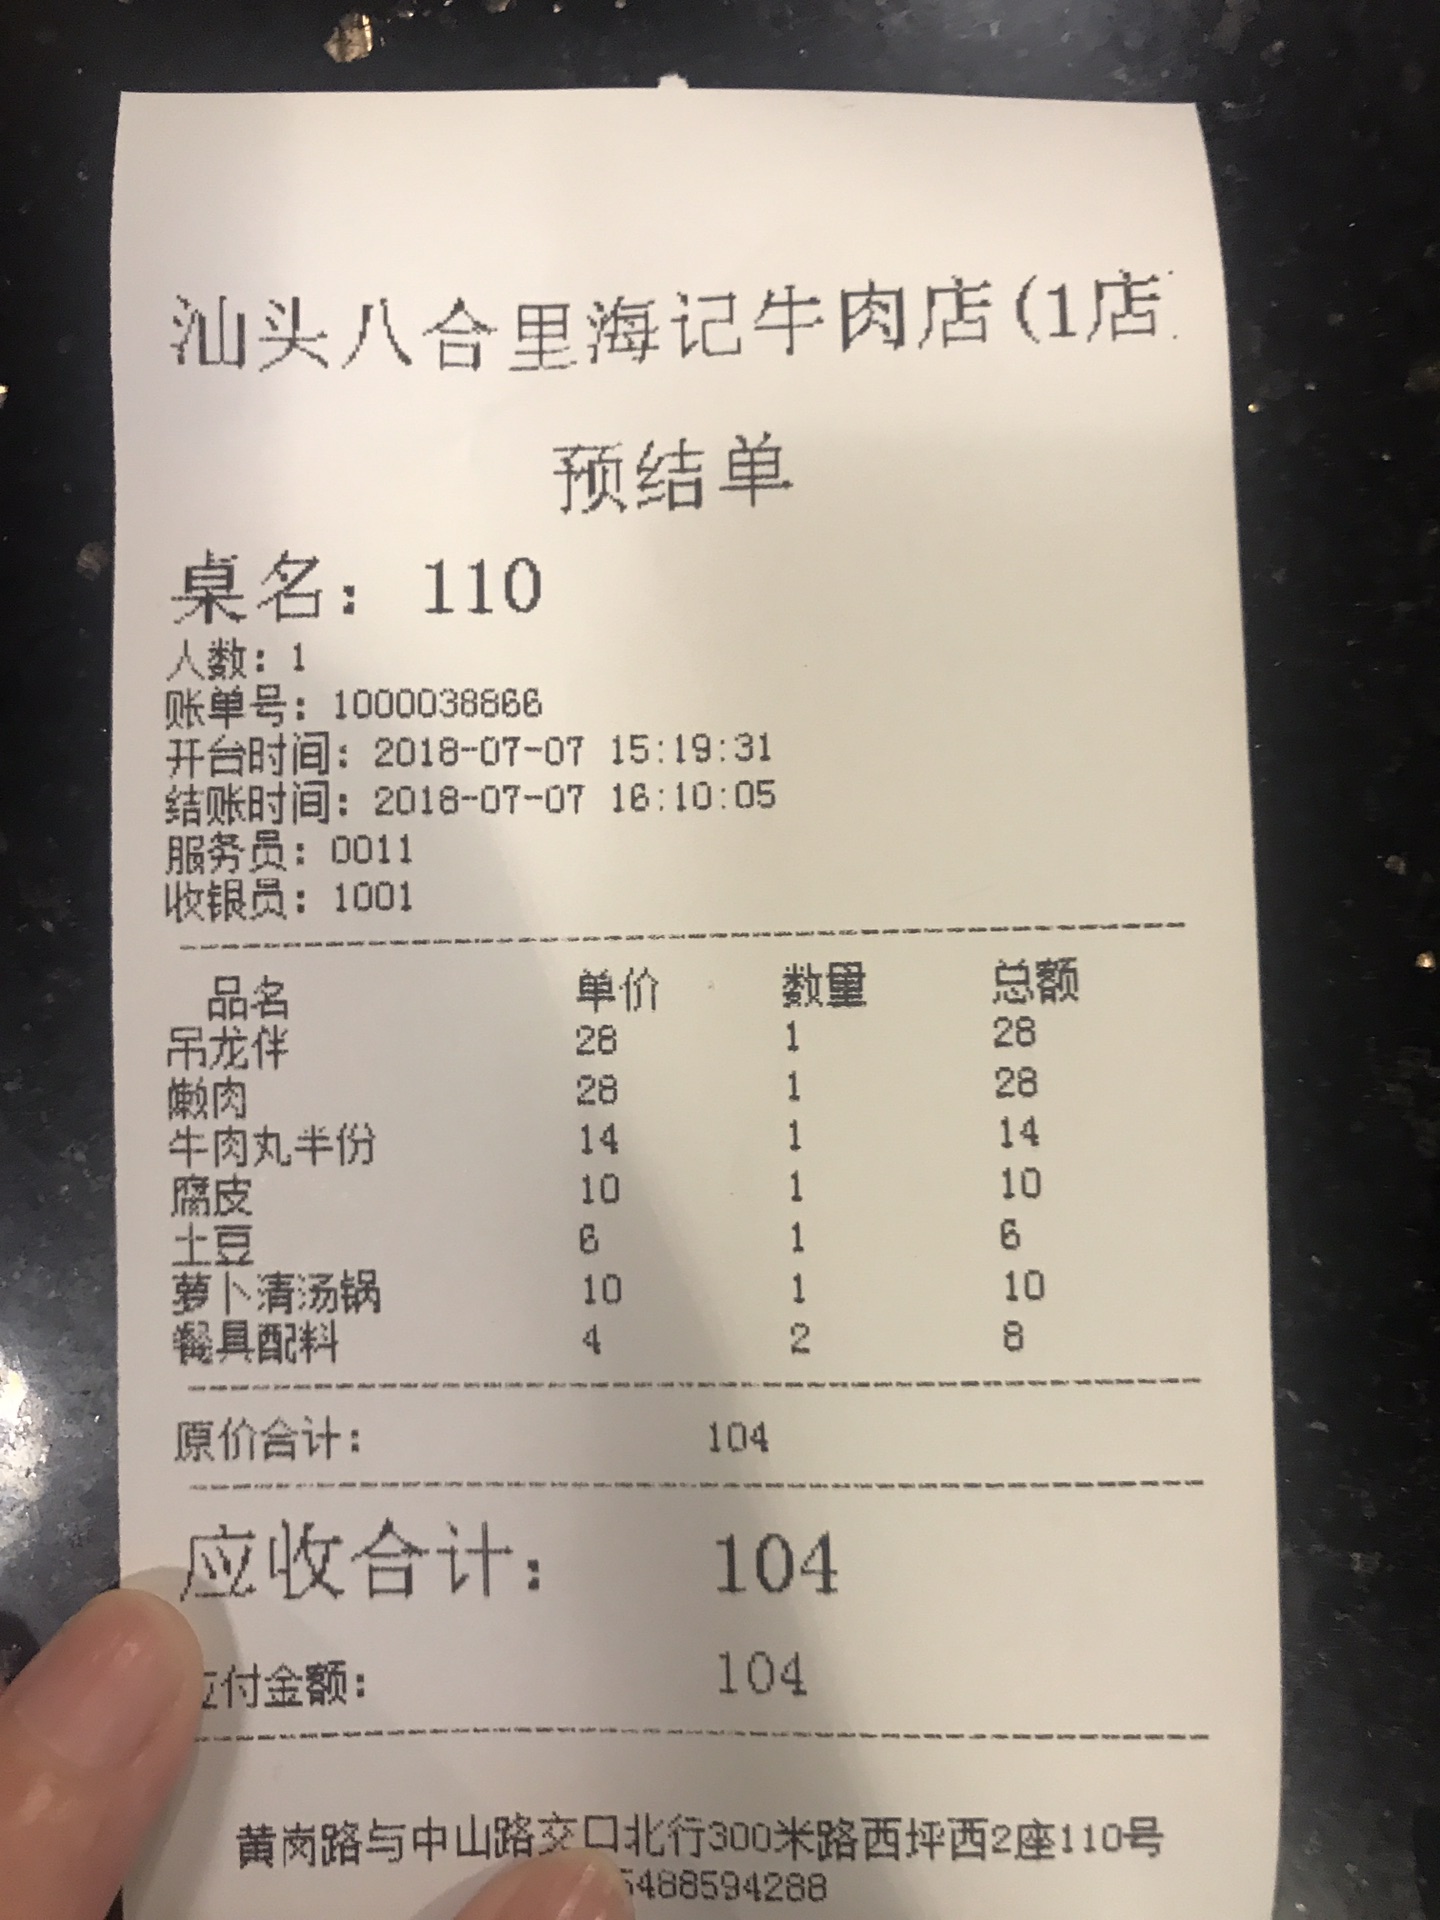 汕头八合里海记牛肉店(1店
预结单
桌名： 110
人数：1
账单号：1000038866
开台时间：2018-07-07 15:19:31
结账时间：2018-07-07 16:10:05
服务员：0011
收银员：1001
品名 单价 数量 总额
吊龙伴 28 1 28
嫩肉 28 1 28
牛肉丸半份 14 1 14
腐皮 10 1 10
土豆 6 1 6
萝卜清汤锅 10 1 10
餐具配料 4 2 8
原价合计： 104
应收合计： 104
应付金额： 104
黄岗路与中山路交口北行300米路西坪西2座110号
5488594288